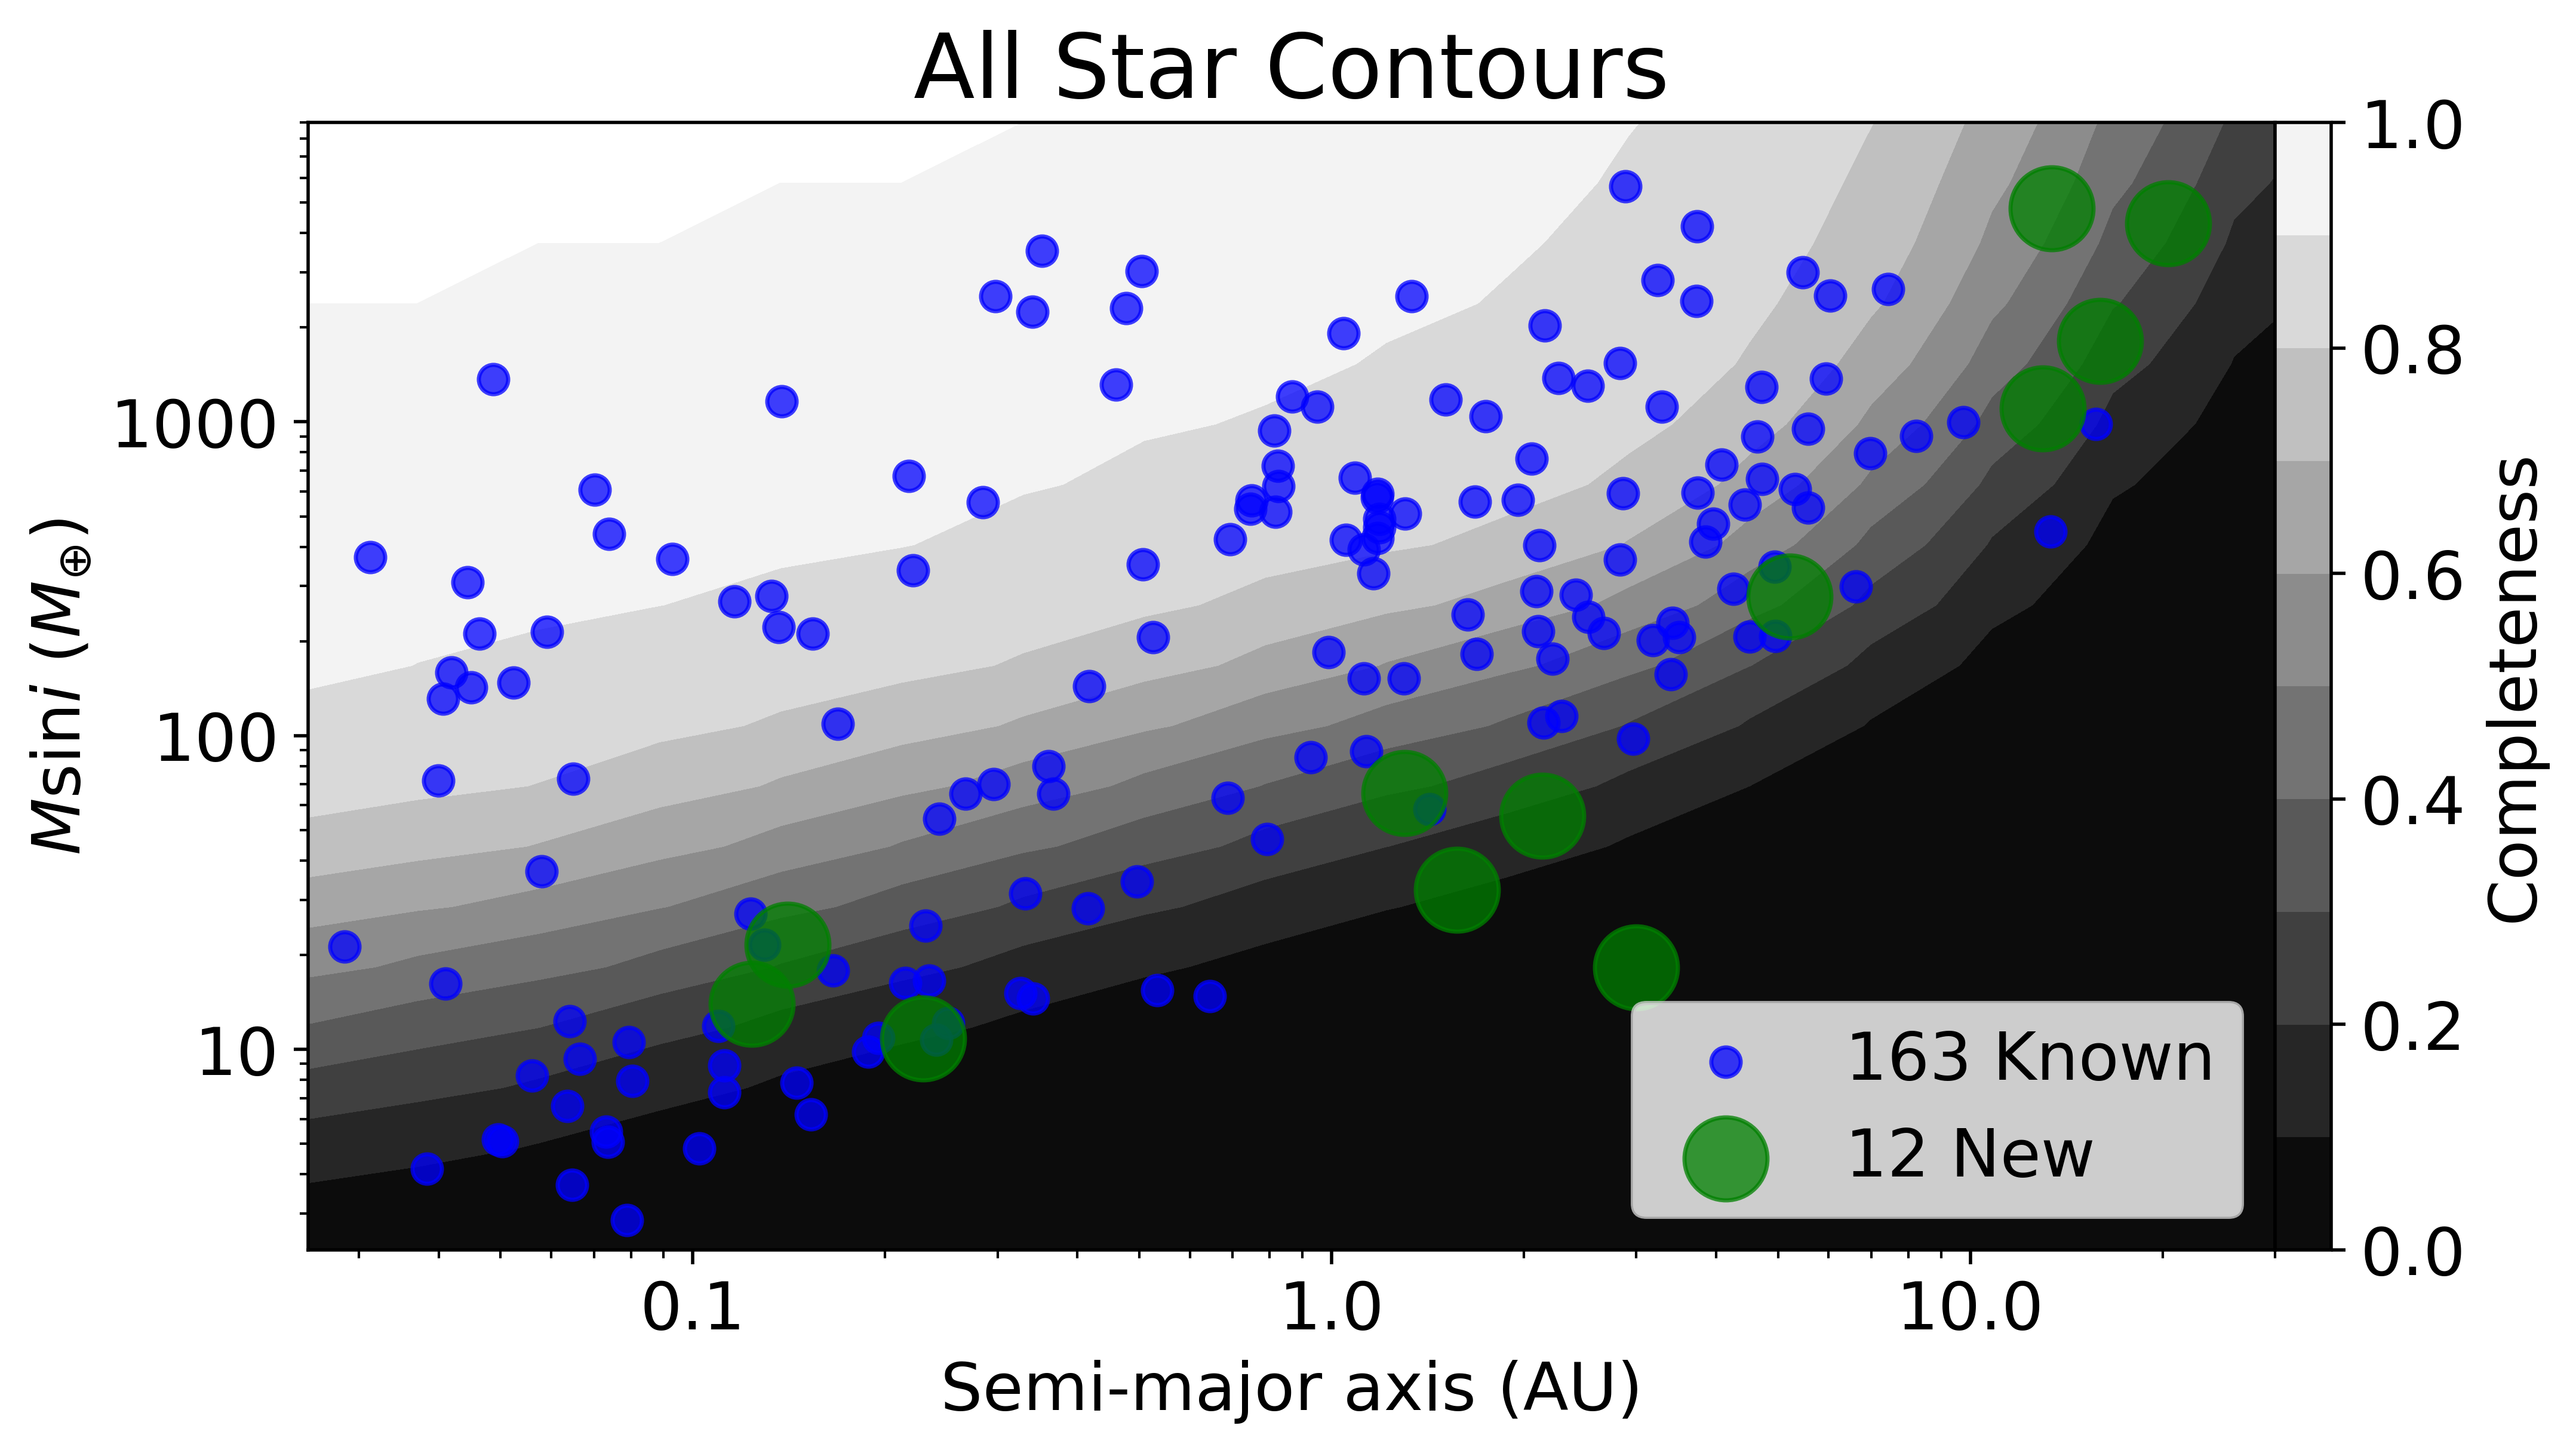 All Star Contours
1000
100
10
Msini (M⊕)
0.1
1.0
10.0
Semi-major axis (AU)
163 Known
12 New
1.0
0.8
0.6
0.4
0.2
0.0
Completeness